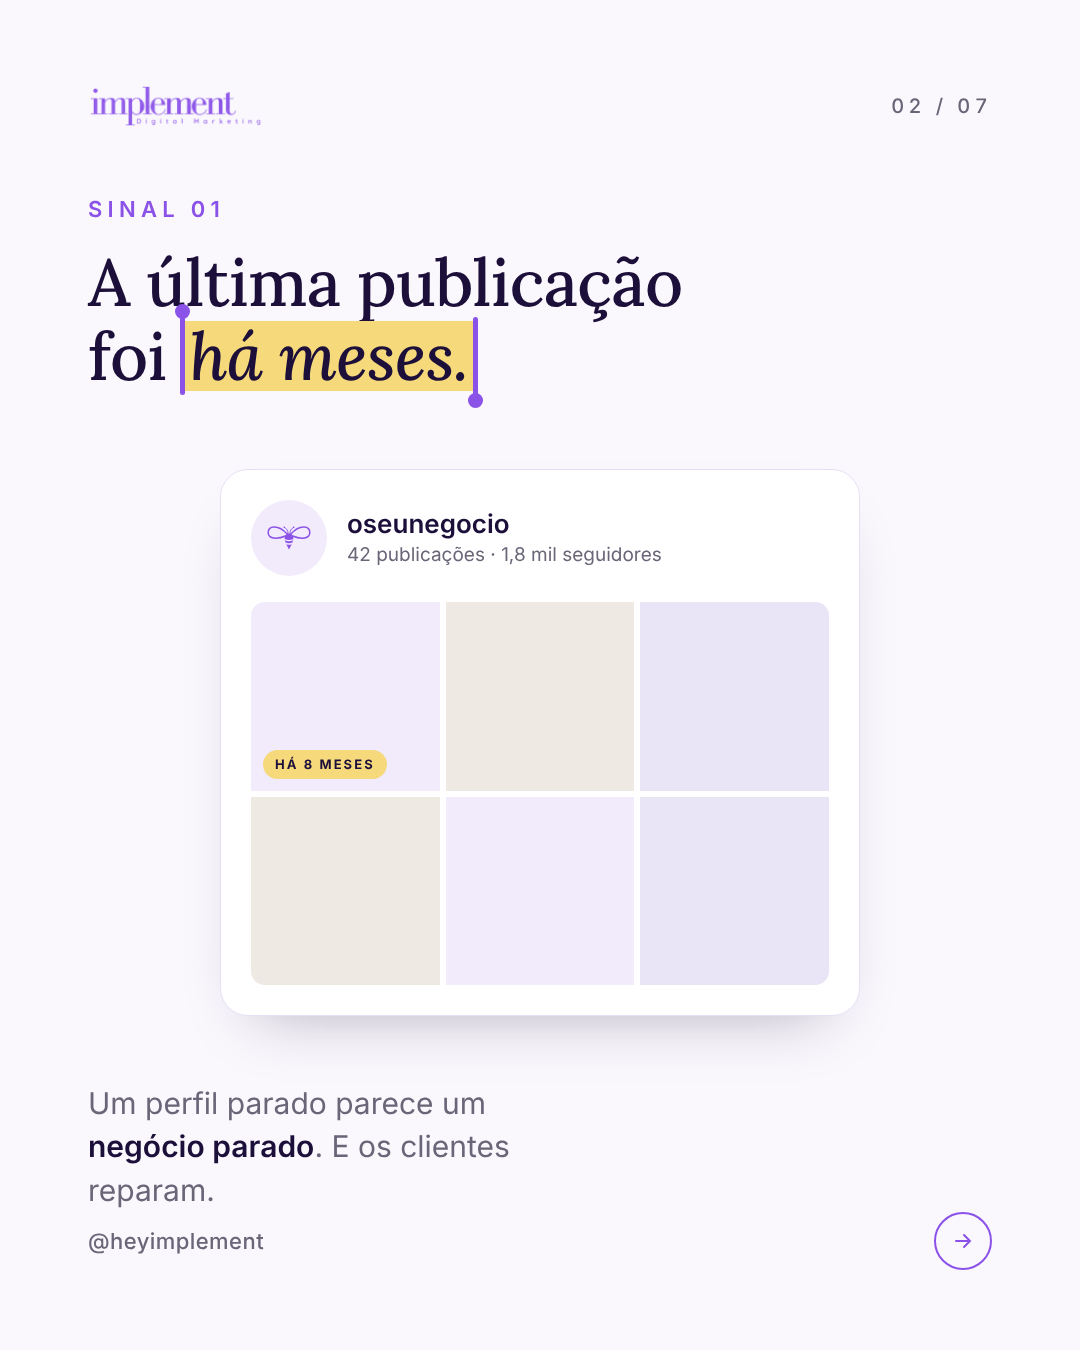 implement
Digital Marketing
02 / 07
SINAL 01
A última publicação
foi há meses.
oseunegocio
42 publicações · 1,8 mil seguidores
HÁ 8 MESES
Um perfil parado parece um
negócio parado. E os clientes
reparam.
@heyimplement